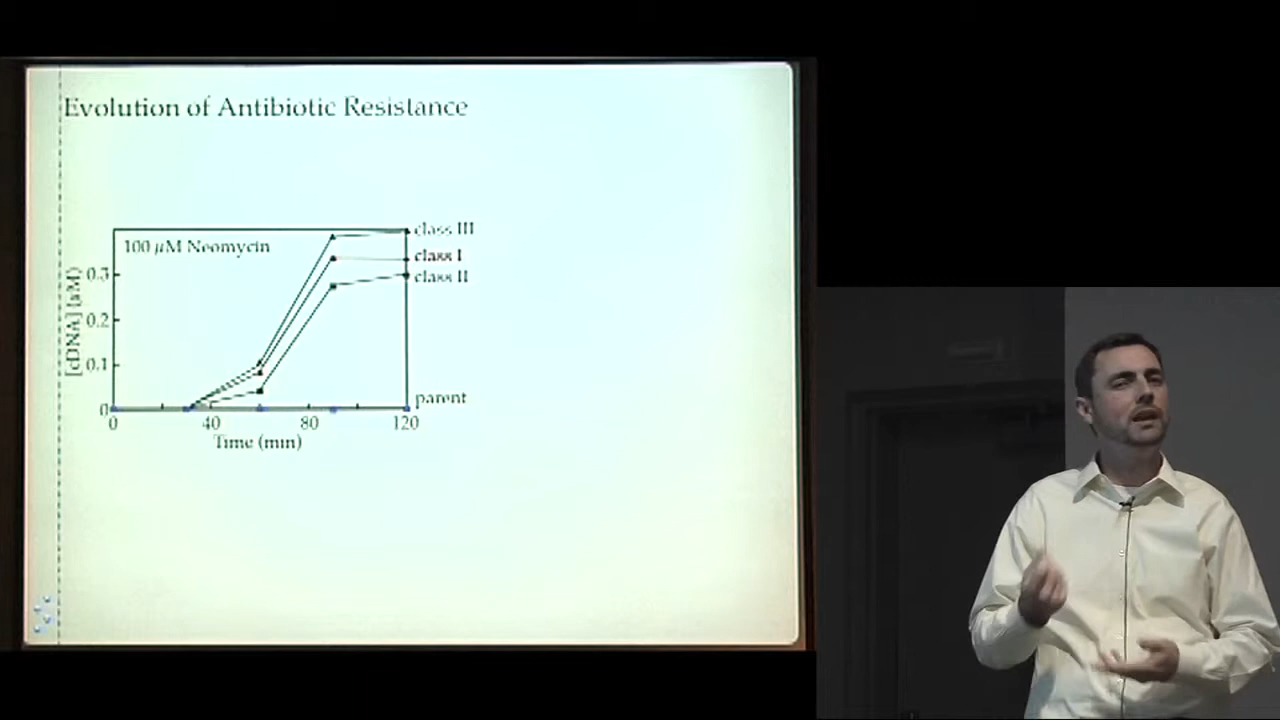 Evolution of Antibiotic Resistance
100 µM Neomycin
class III
class I
class II
parent
[cDNA] (µM)
0.3
0.2
0.1
0
0 40 80 120
Time (min)